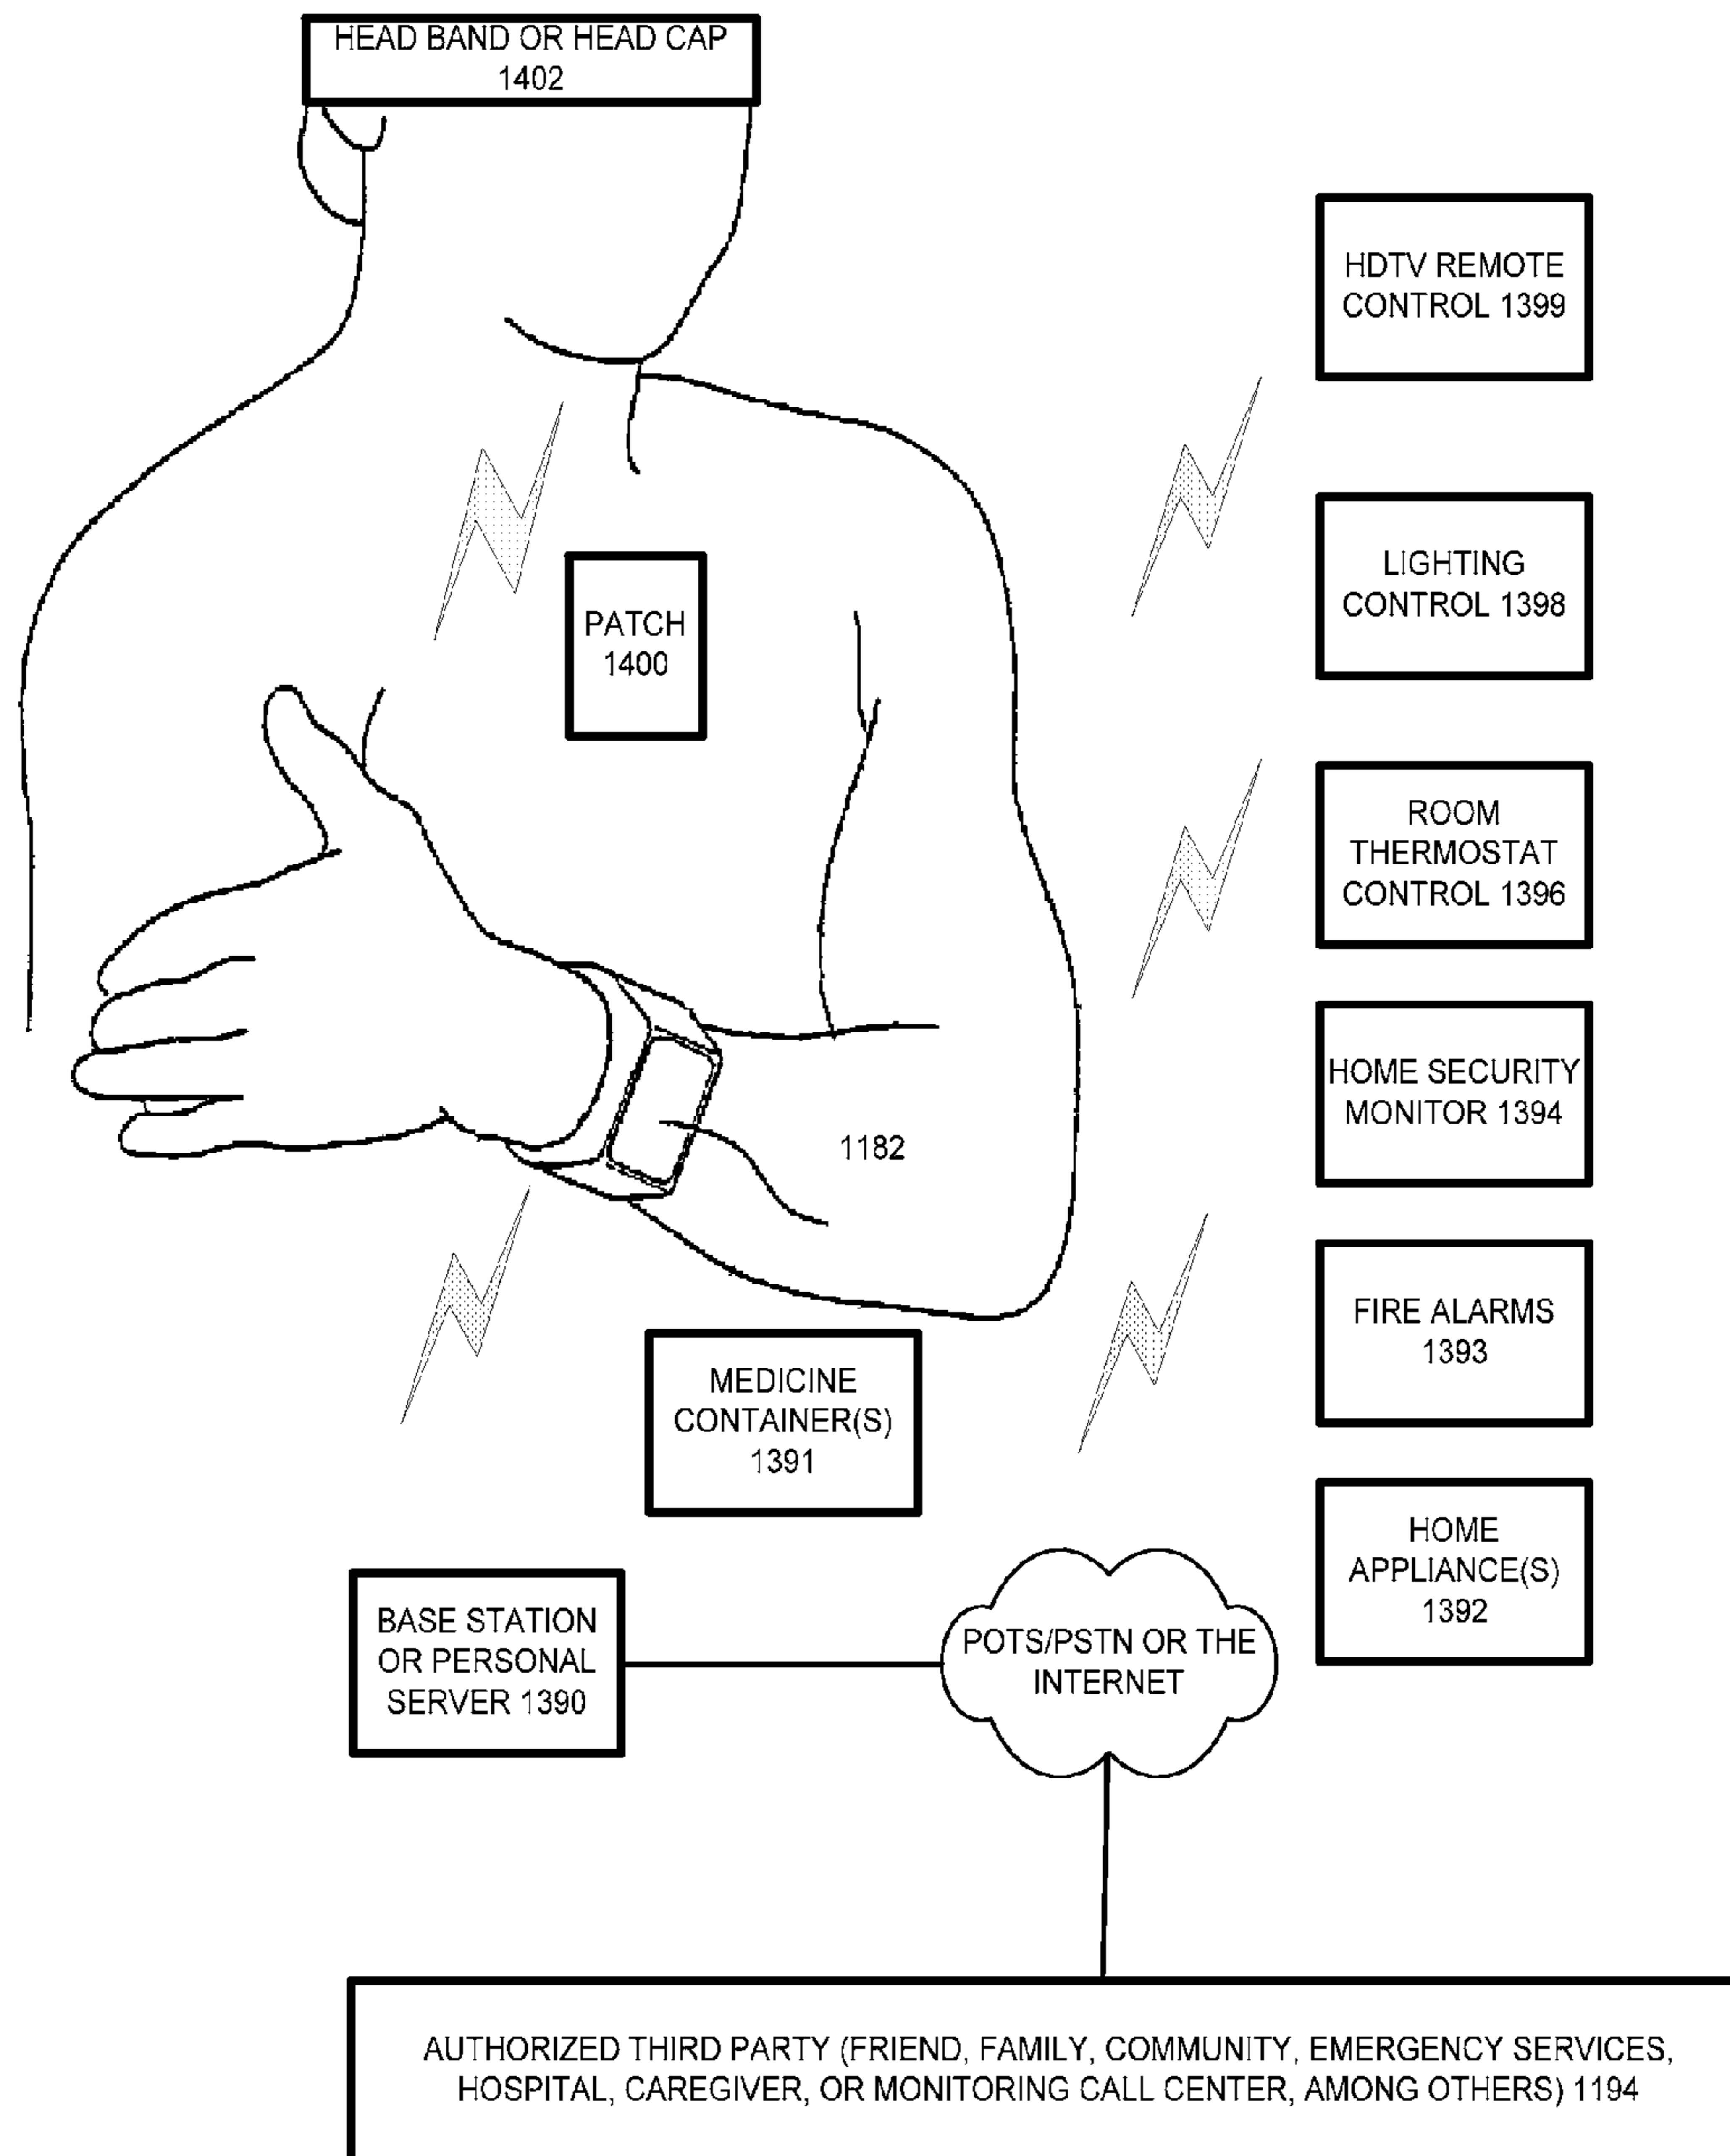 HEAD BAND OR HEAD CAP
1402
HDTV REMOTE
CONTROL 1399
LIGHTING
CONTROL 1398
PATCH
1400
ROOM
THERMOSTAT
CONTROL 1396
HOME SECURITY
MONITOR 1394
1182
FIRE ALARMS
1393
MEDICINE
CONTAINER(S)
1391
HOME
APPLIANCE(S)
1392
BASE STATION
OR PERSONAL
SERVER 1390
POTS/PSTN OR THE
INTERNET
AUTHORIZED THIRD PARTY (FRIEND, FAMILY, COMMUNITY, EMERGENCY SERVICES,
HOSPITAL, CAREGIVER, OR MONITORING CALL CENTER, AMONG OTHERS) 1194